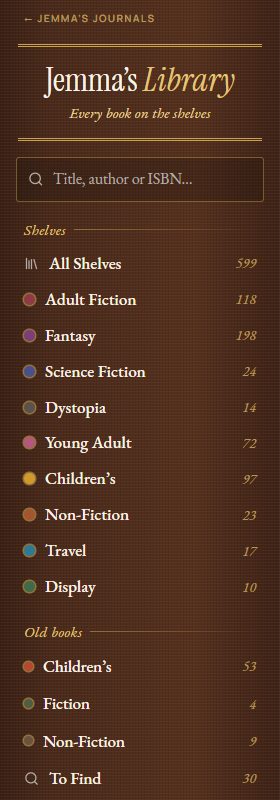 ← JEMMA'S JOURNALS
Jemma's Library
Every book on the shelves
Title, author or ISBN...
Shelves
All Shelves 599
Adult Fiction 118
Fantasy 198
Science Fiction 24
Dystopia 14
Young Adult 72
Children's 97
Non-Fiction 23
Travel 17
Display 10
Old books
Children's 53
Fiction 4
Non-Fiction 9
To Find 30